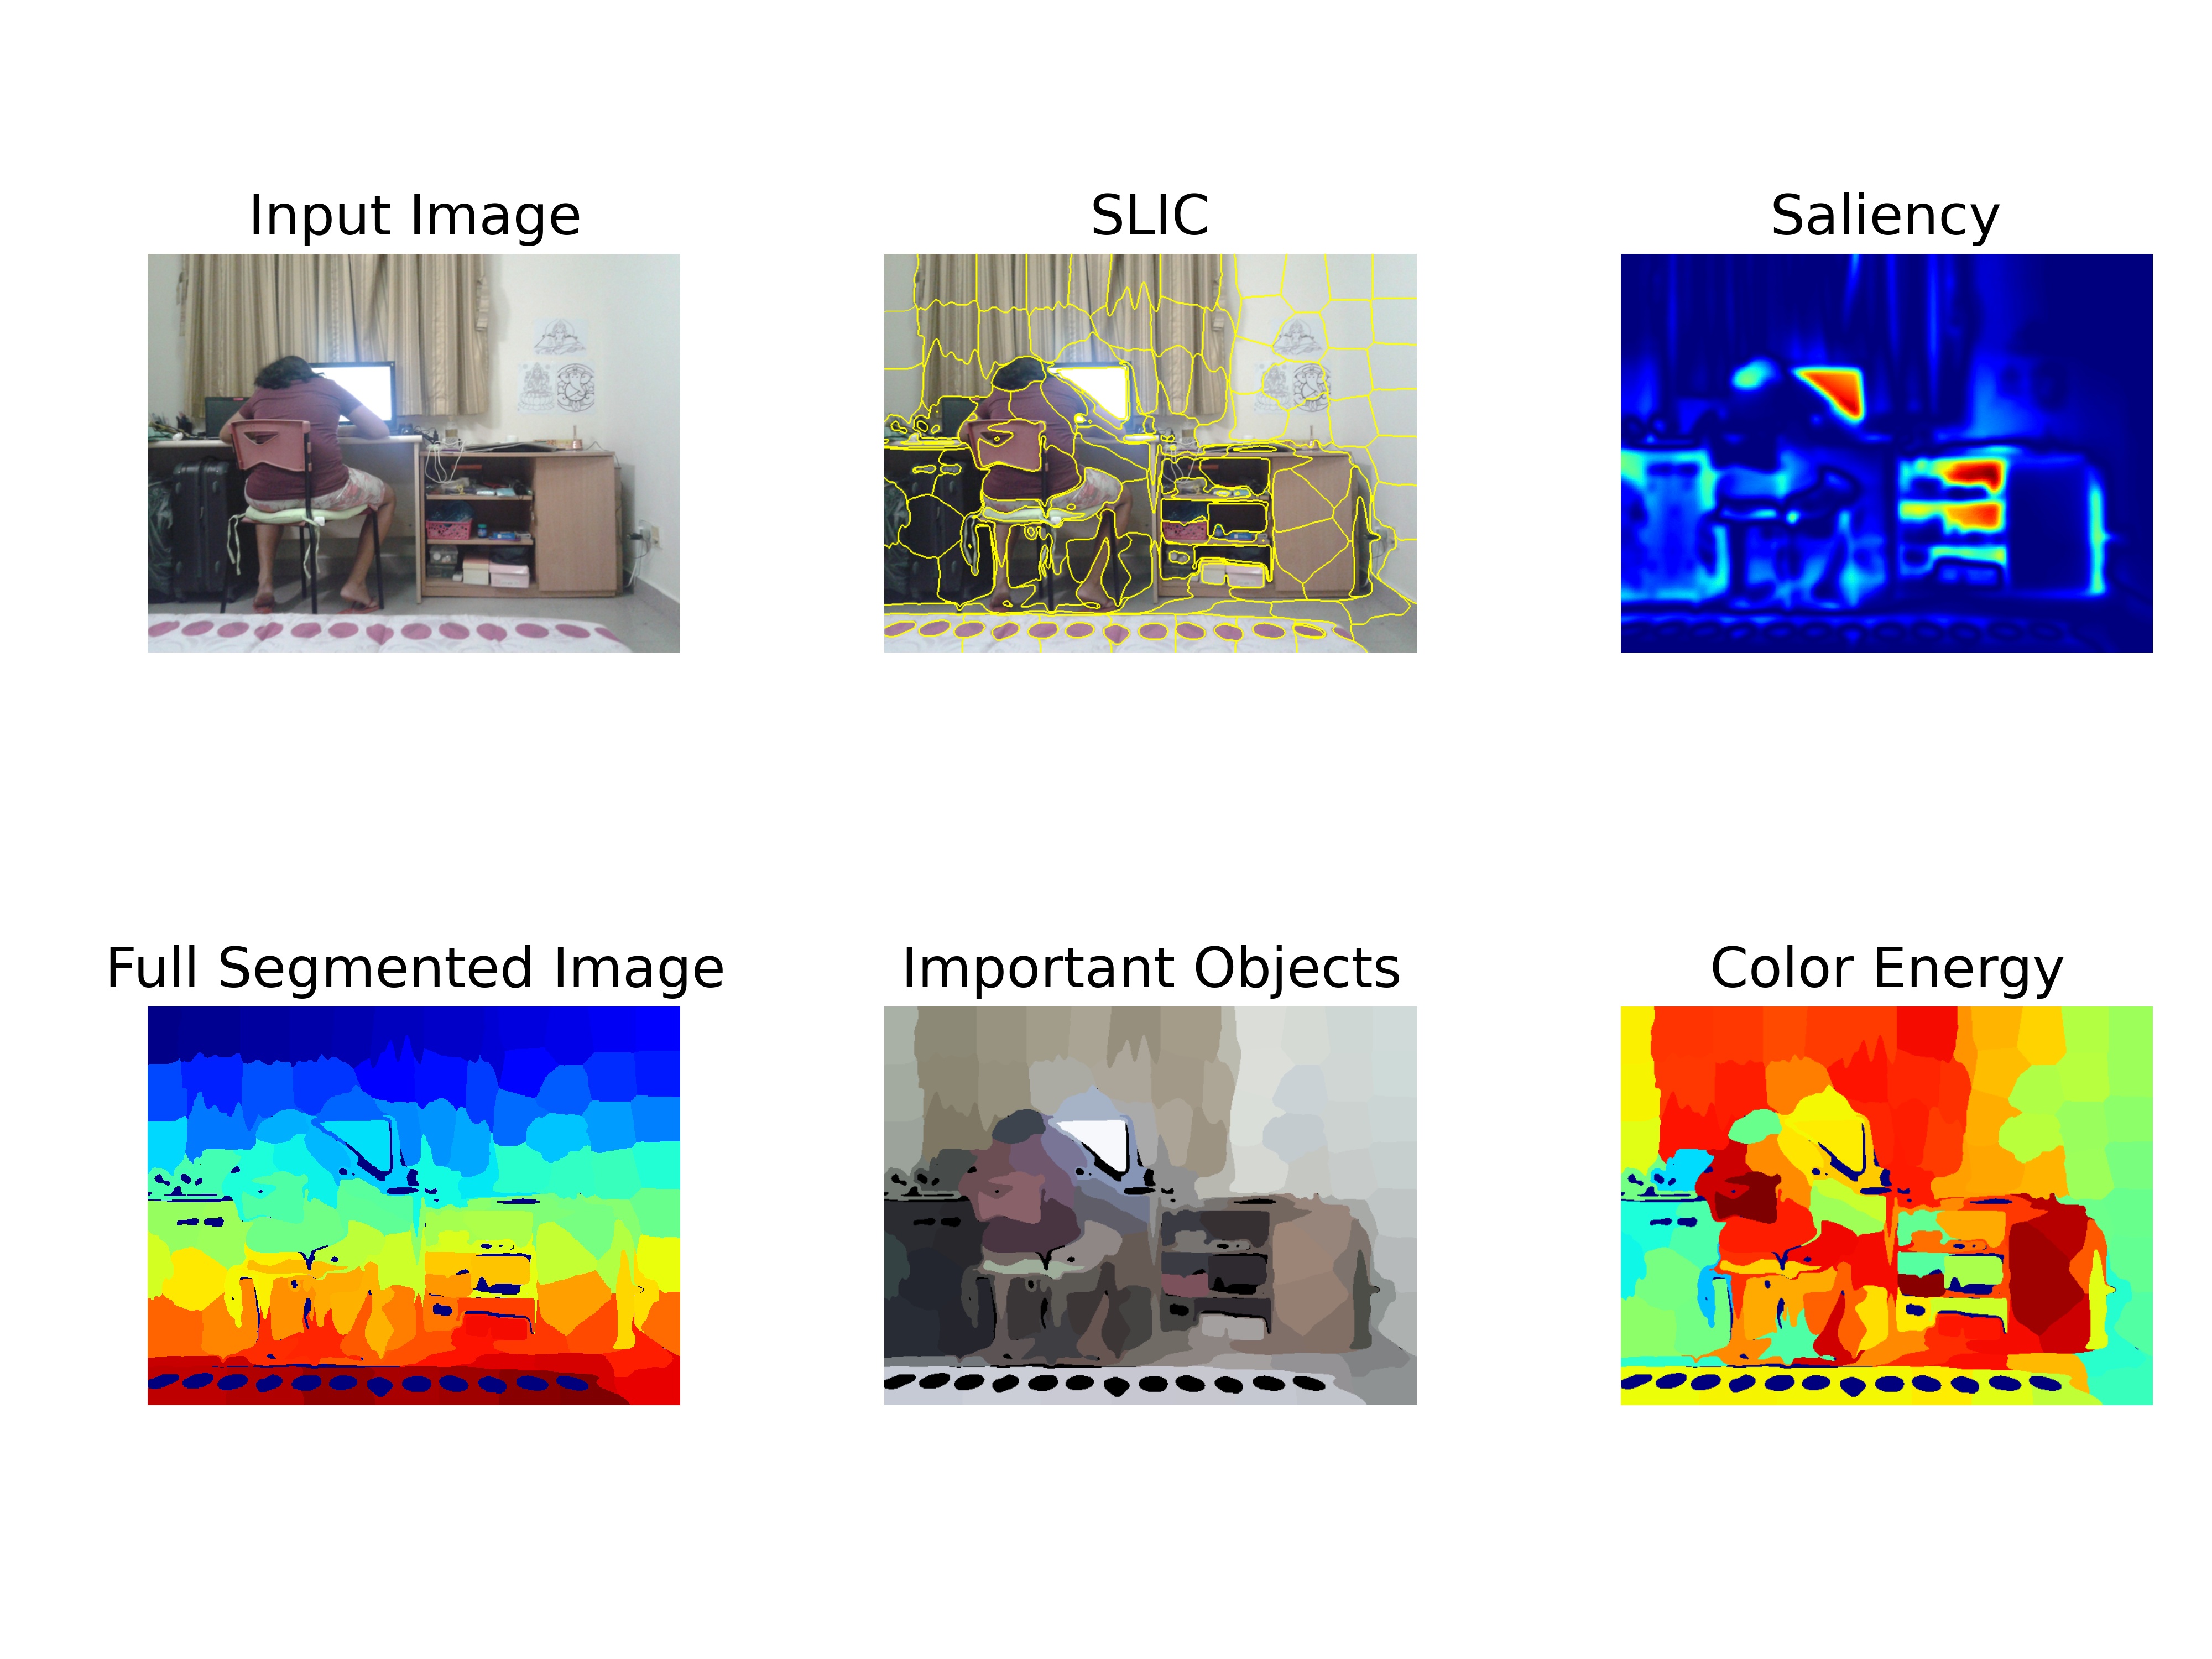 Input Image
SLIC
Saliency
Full Segmented Image
Important Objects
Color Energy